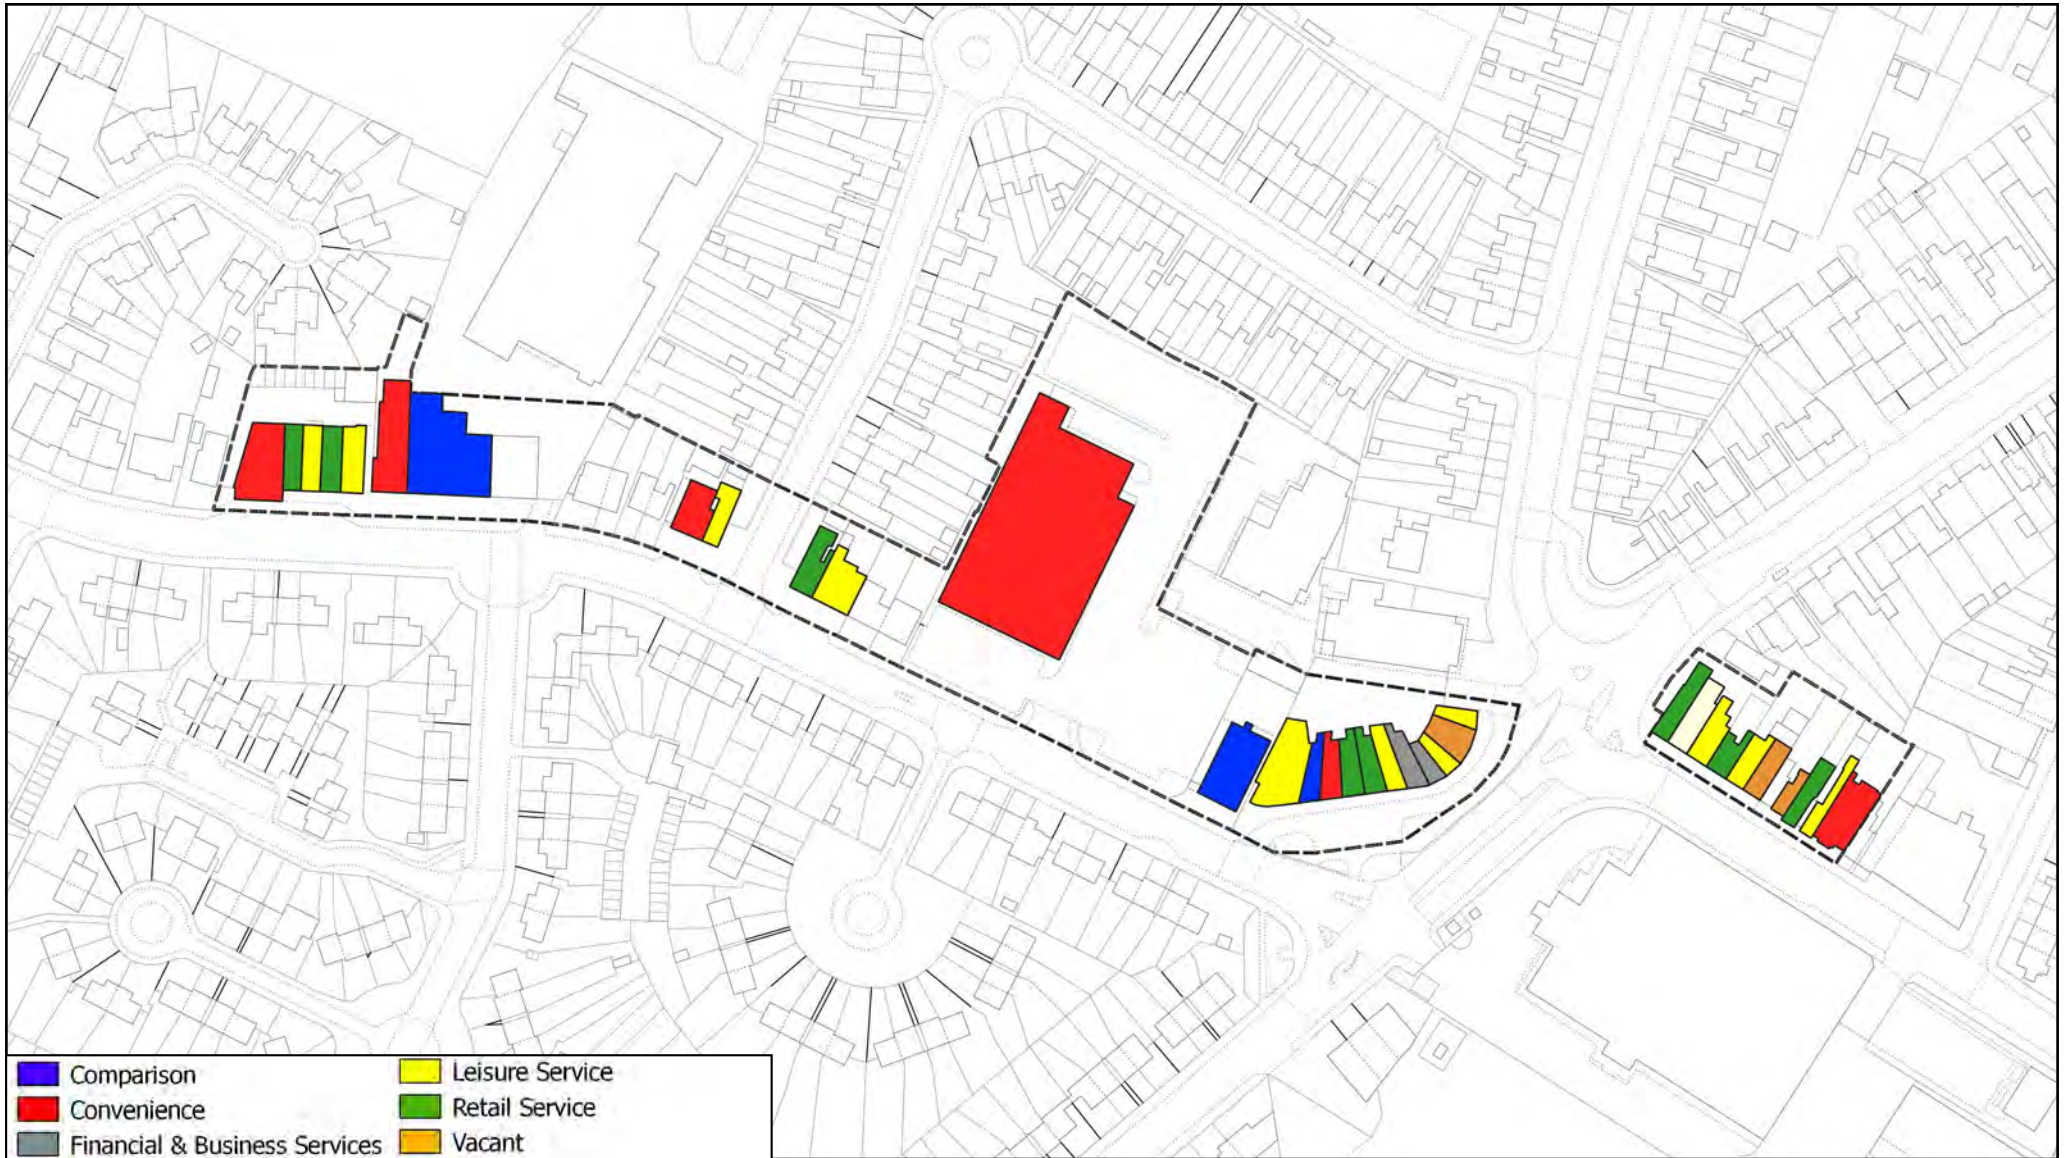 Comparison
Convenience
Financial & Business Services
Leisure Service
Retail Service
Vacant